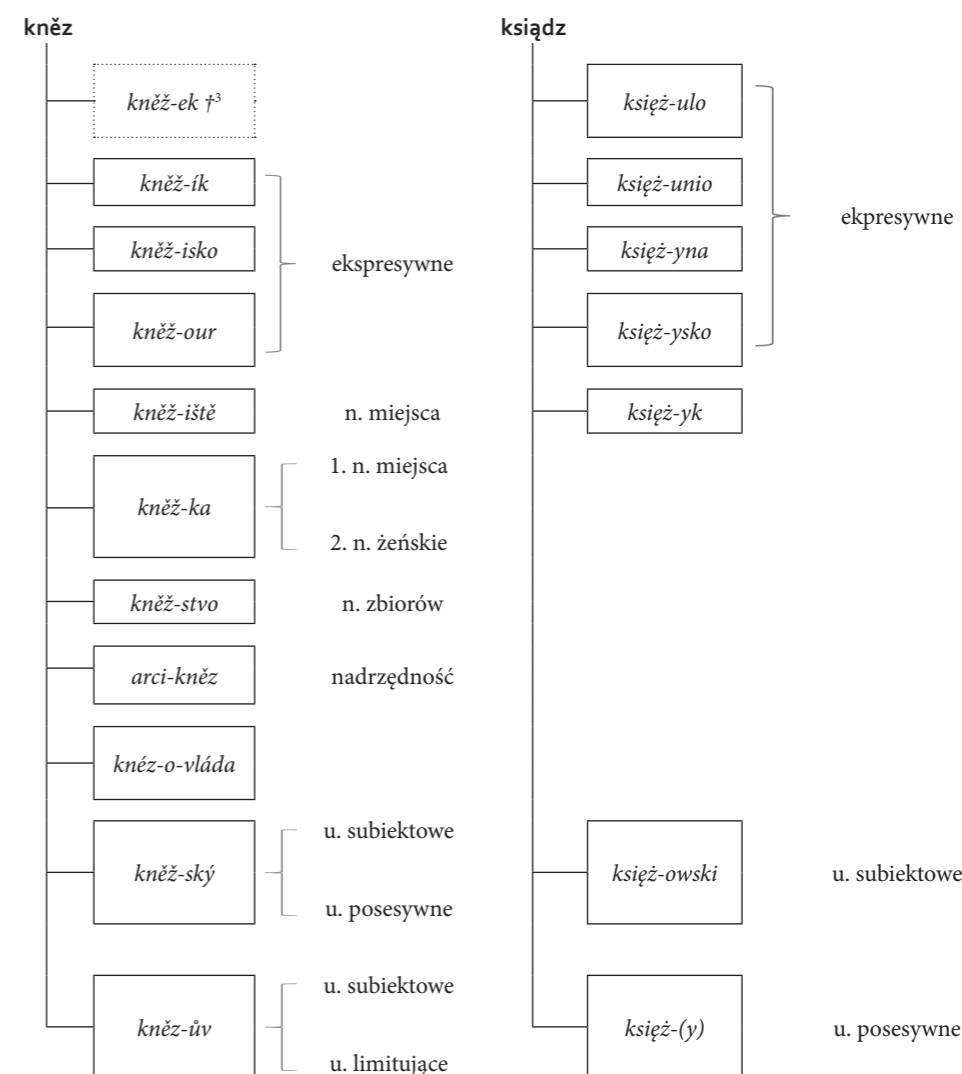 kněz
kněž-ek †³
kněž-ík
kněž-isko
kněž-our
ekspresywne
kněž-iště
n. miejsca
kněž-ka
1. n. miejsca
2. n. żeńskie
kněž-stvo
n. zbiorów
arci-kněz
nadrzędność
knéz-o-vláda
kněž-ský
u. subiektowe
u. posesywne
kněz-ův
u. subiektowe
u. limitujące
ksiądz
księż-ulo
księż-unio
księż-yna
księż-ysko
ekpresywne
księż-yk
księż-owski
u. subiektowe
księż-(y)
u. posesywne